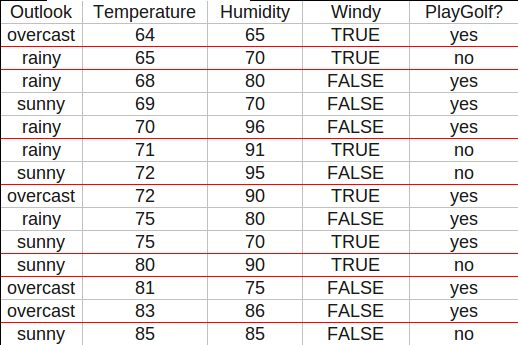 Outlook Temperature Humidity Windy PlayGolf?
overcast 64 65 TRUE yes
rainy 65 70 TRUE no
rainy 68 80 FALSE yes
sunny 69 70 FALSE yes
rainy 70 96 FALSE yes
rainy 71 91 TRUE no
sunny 72 95 FALSE no
overcast 72 90 TRUE yes
rainy 75 80 FALSE yes
sunny 75 70 TRUE yes
sunny 80 90 TRUE no
overcast 81 75 FALSE yes
overcast 83 86 FALSE yes
sunny 85 85 FALSE no